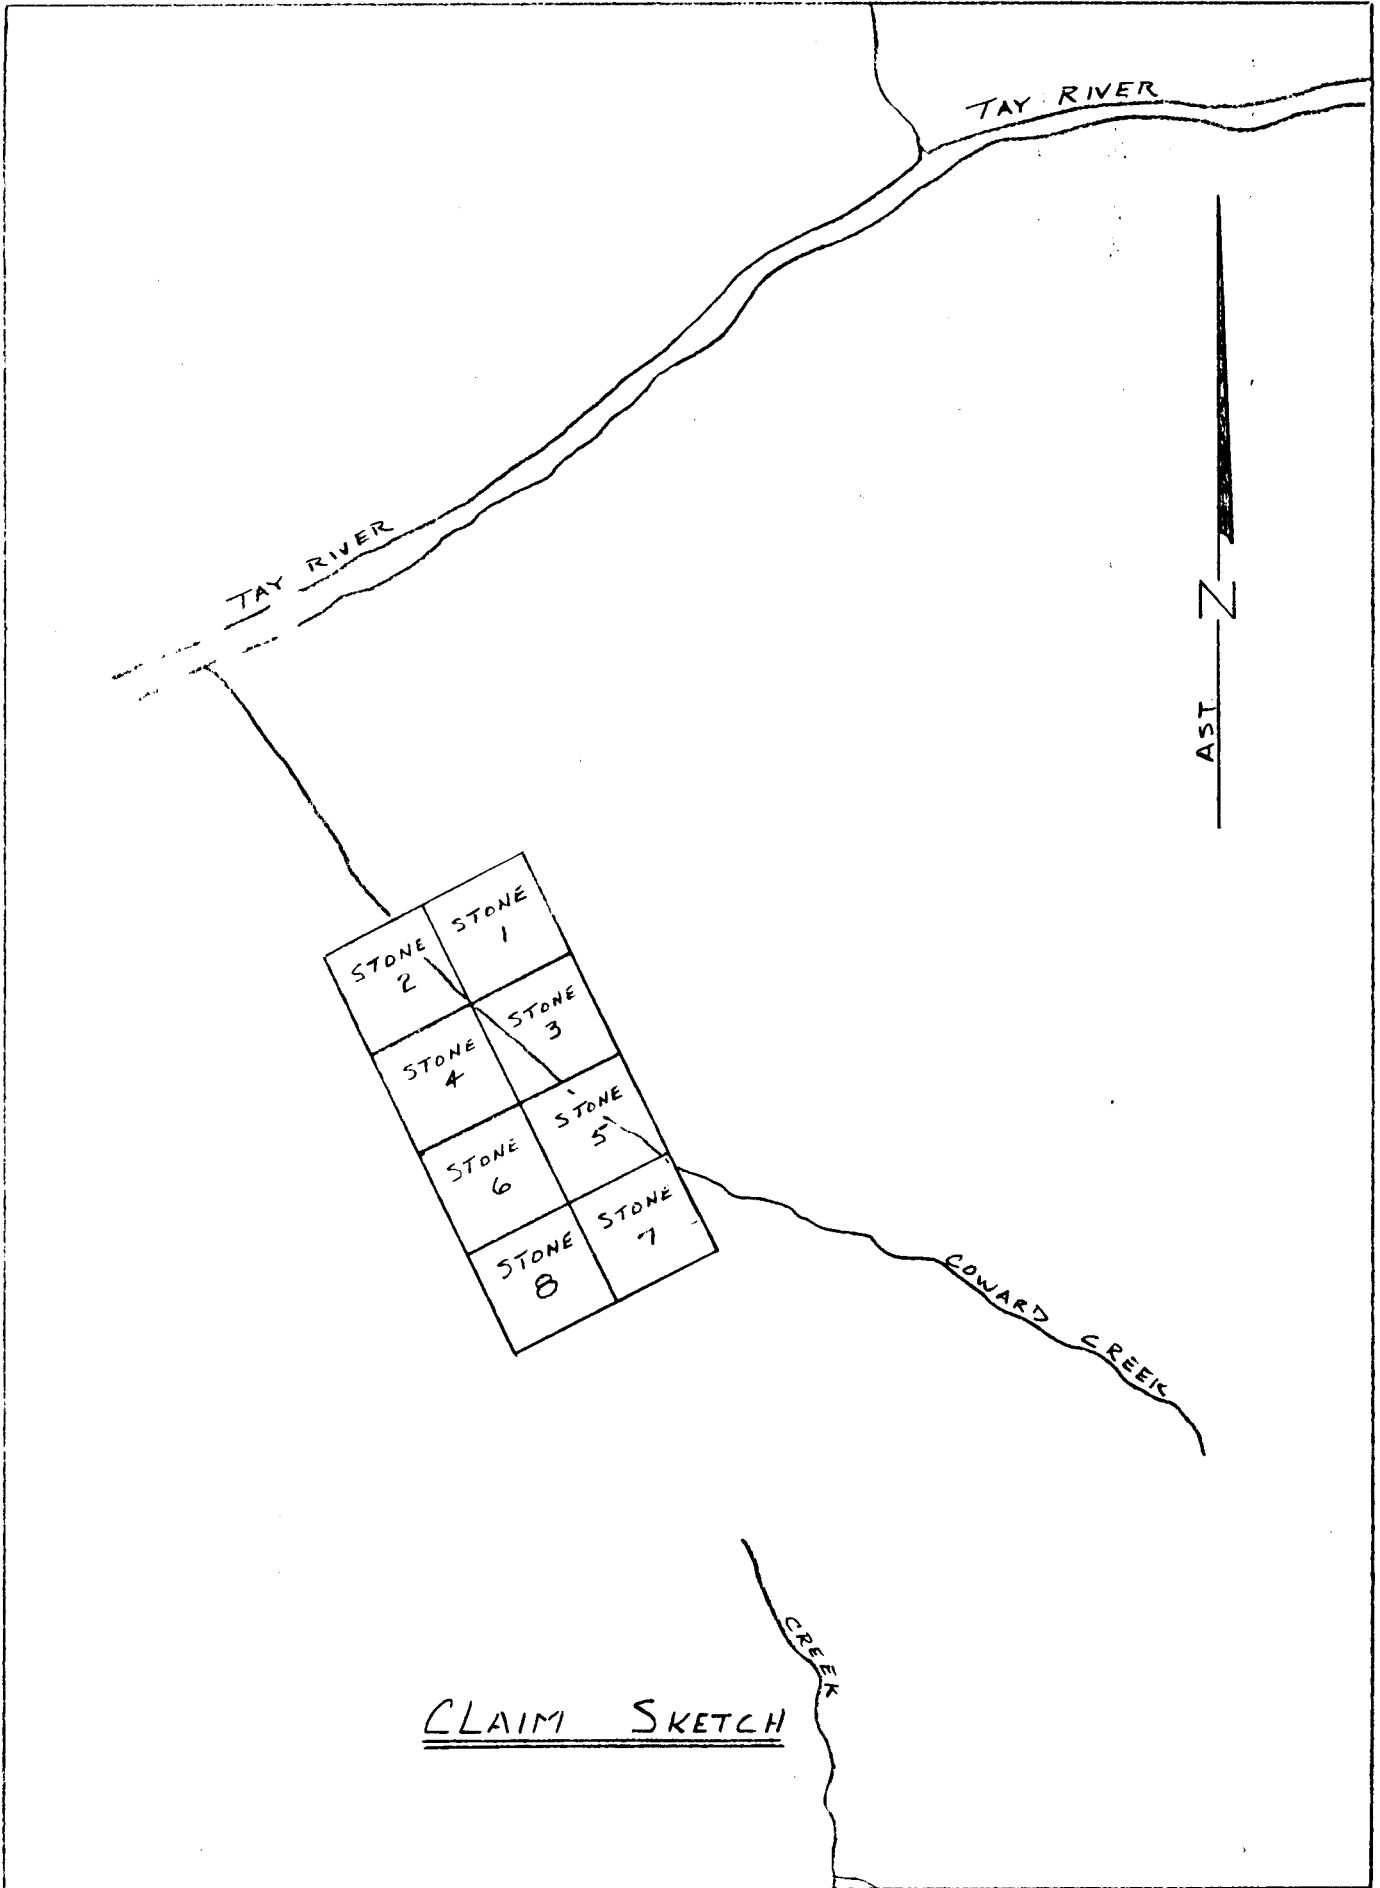 TAY RIVER
TAY RIVER
N
AST
STONE
1
STONE
2
STONE
3
STONE
4
STONE
5
STONE
6
STONE
7
STONE
8
COWARD CREEK
CREEK
CLAIM SKETCH